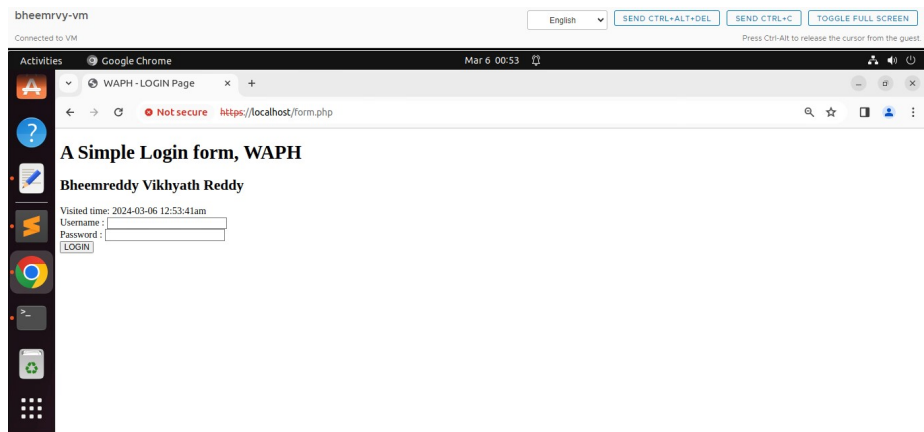 bheemrvy-vm
English
SEND CTRL+ALT+DEL
SEND CTRL+C
TOGGLE FULL SCREEN
Connected to VM
Press Ctrl-Alt to release the cursor from the guest.
Activities
Google Chrome
Mar 6 00:53
WAPH - LOGIN Page
Not secure
https://localhost/form.php
A Simple Login form, WAPH
Bheemreddy Vikhyath Reddy
Visited time: 2024-03-06 12:53:41am
Username :
Password :
LOGIN